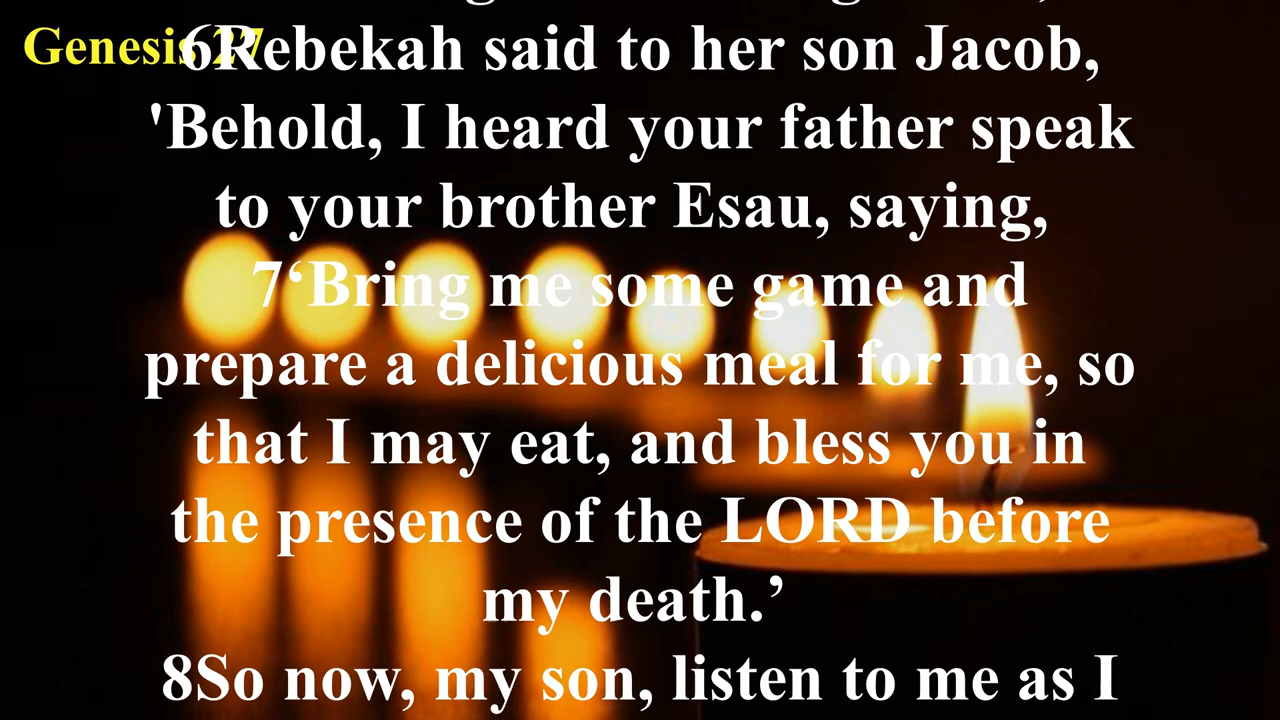 Genesis 27
6Rebekah said to her son Jacob,
'Behold, I heard your father speak
to your brother Esau, saying,
7‘Bring me some game and
prepare a delicious meal for me, so
that I may eat, and bless you in
the presence of the LORD before
my death.’
8So now, my son, listen to me as I